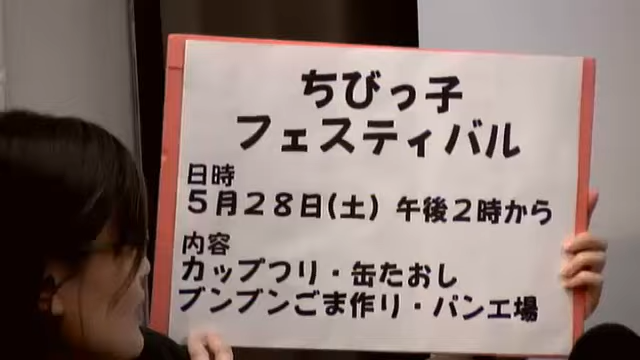 ちびっ子
フェスティバル
日時
５月２８日(土) 午後２時から
内容
カップつり・缶たおし
ブンブンごま作り・パン工場